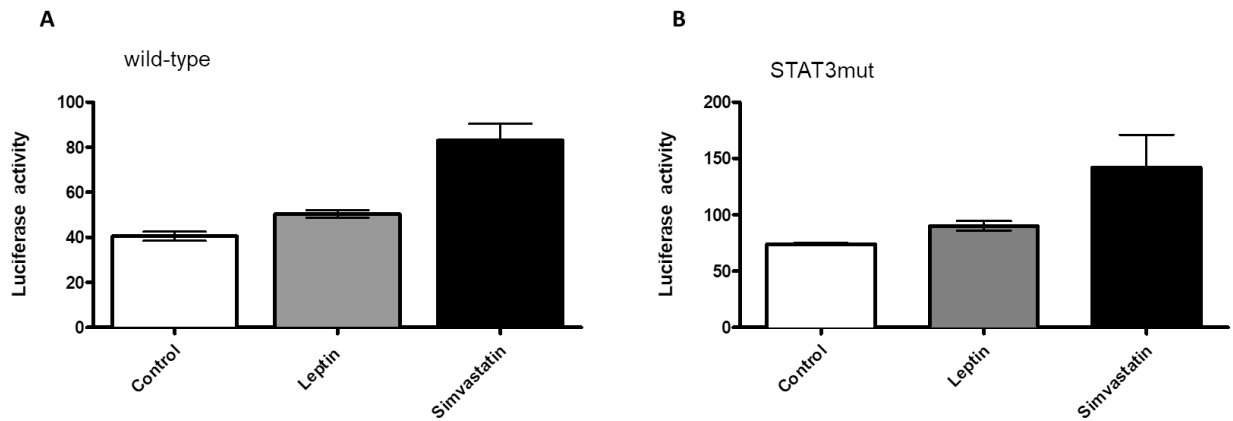 A
wild-type
Luciferase activity
100
80
60
40
20
0
Control
Leptin
Simvastatin
B
STAT3mut
Luciferase activity
200
150
100
50
0
Control
Leptin
Simvastatin